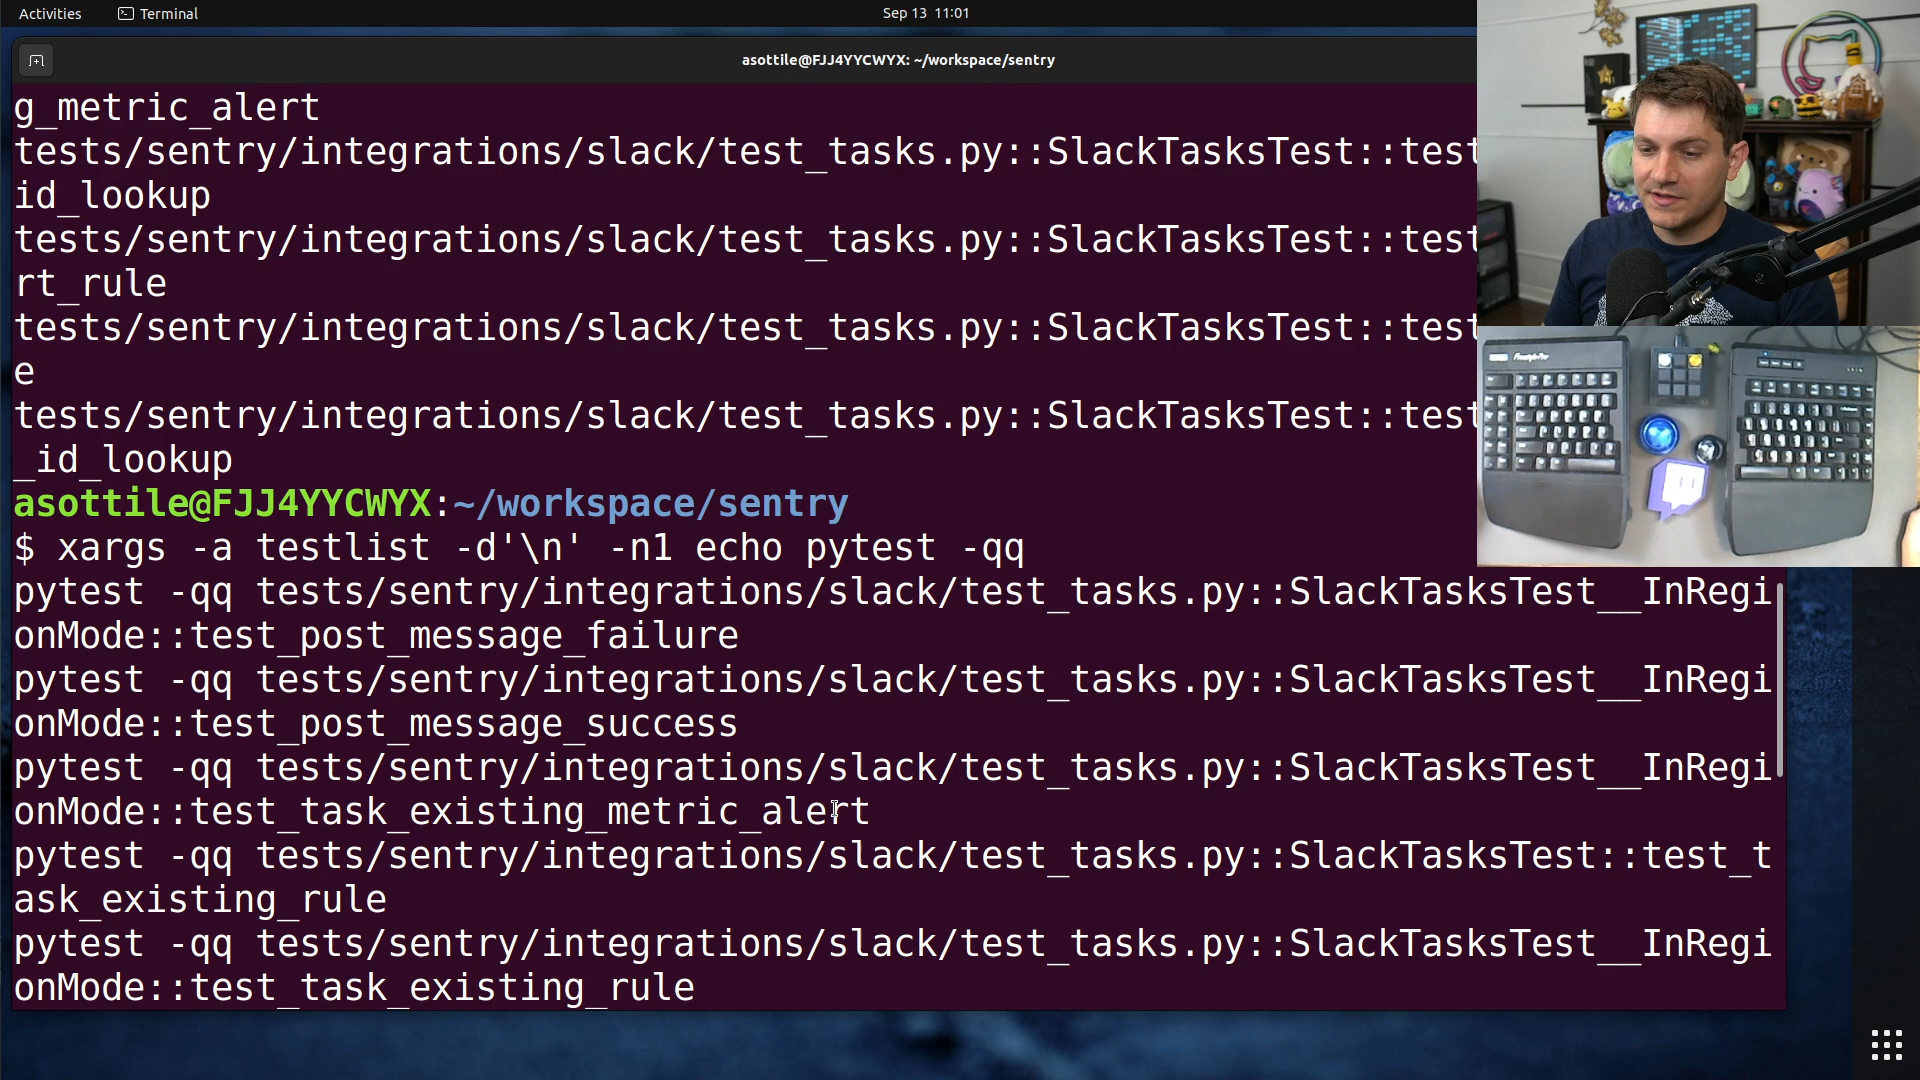 Activities
Terminal
Sep 13 11:01
asottile@FJJ4YYCWYX: ~/workspace/sentry
g_metric_alert
tests/sentry/integrations/slack/test_tasks.py::SlackTasksTest::test
id_lookup
tests/sentry/integrations/slack/test_tasks.py::SlackTasksTest::test
rt_rule
tests/sentry/integrations/slack/test_tasks.py::SlackTasksTest::test
e
tests/sentry/integrations/slack/test_tasks.py::SlackTasksTest::test
_id_lookup
asottile@FJJ4YYCWYX:~/workspace/sentry
$ xargs -a testlist -d'\n' -n1 echo pytest -qq
pytest -qq tests/sentry/integrations/slack/test_tasks.py::SlackTasksTest__InRegi
onMode::test_post_message_failure
pytest -qq tests/sentry/integrations/slack/test_tasks.py::SlackTasksTest__InRegi
onMode::test_post_message_success
pytest -qq tests/sentry/integrations/slack/test_tasks.py::SlackTasksTest__InRegi
onMode::test_task_existing_metric_alert
pytest -qq tests/sentry/integrations/slack/test_tasks.py::SlackTasksTest::test_t
ask_existing_rule
pytest -qq tests/sentry/integrations/slack/test_tasks.py::SlackTasksTest__InRegi
onMode::test_task_existing_rule